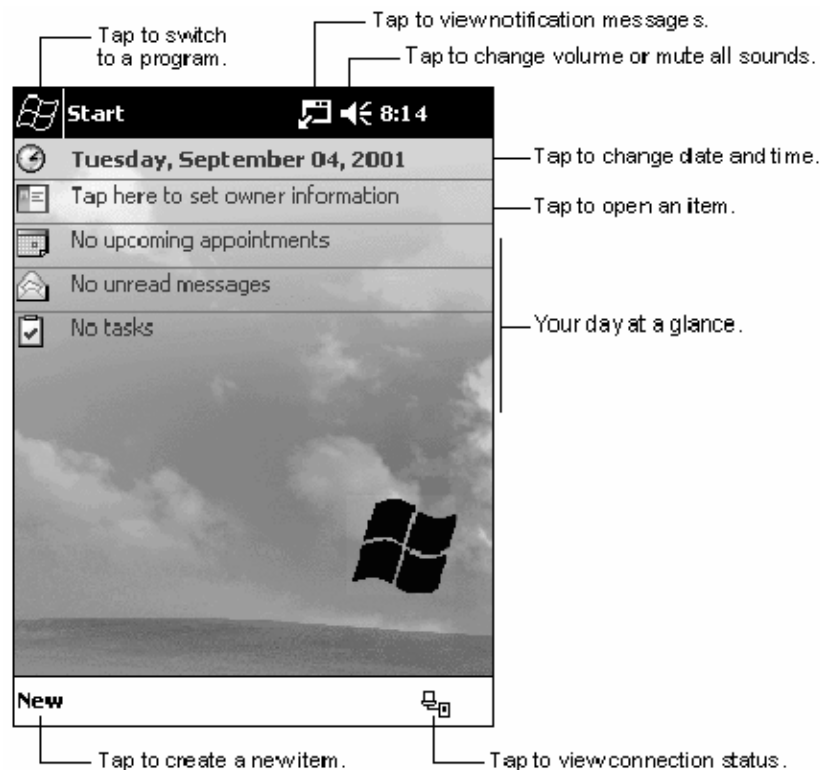 Tap to view notification messages.
Tap to switch
to a program.
Tap to change volume or mute all sounds.
Start 8:14
Tuesday, September 04, 2001
Tap to change date and time.
Tap here to set owner information
Tap to open an item.
No upcoming appointments
No unread messages
No tasks
Your day at a glance.
New
Tap to create a new item.
Tap to view connection status.